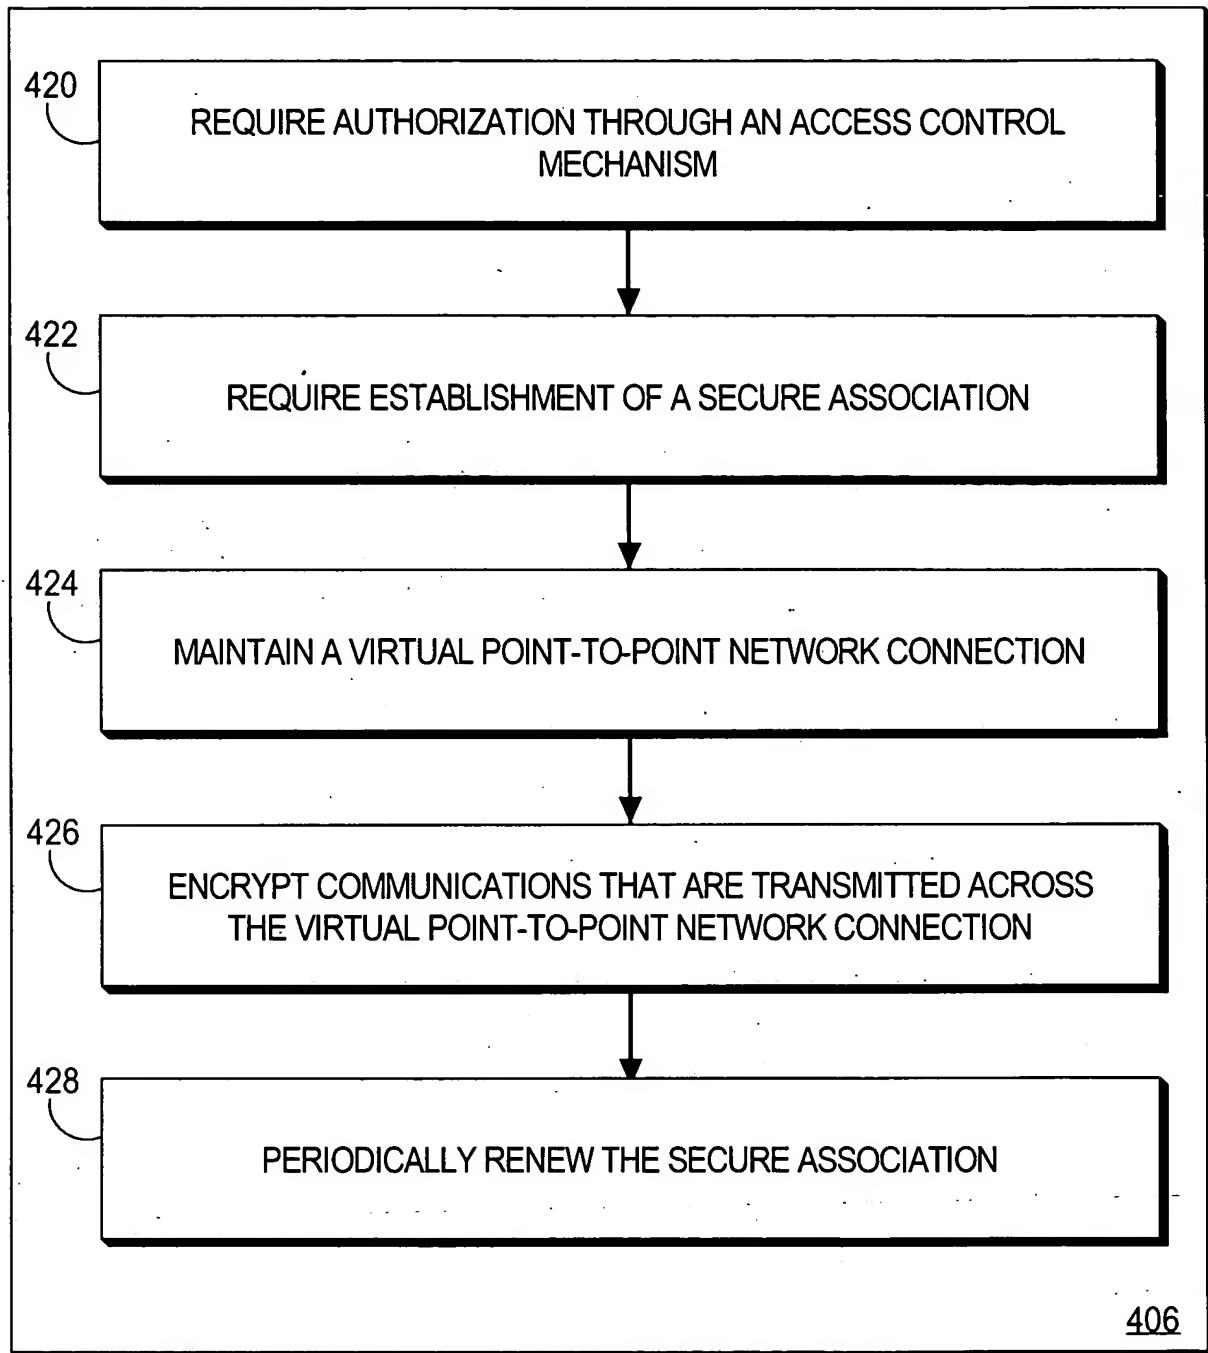 420
REQUIRE AUTHORIZATION THROUGH AN ACCESS CONTROL
MECHANISM
422
REQUIRE ESTABLISHMENT OF A SECURE ASSOCIATION
424
MAINTAIN A VIRTUAL POINT-TO-POINT NETWORK CONNECTION
426
ENCRYPT COMMUNICATIONS THAT ARE TRANSMITTED ACROSS
THE VIRTUAL POINT-TO-POINT NETWORK CONNECTION
428
PERIODICALLY RENEW THE SECURE ASSOCIATION
406